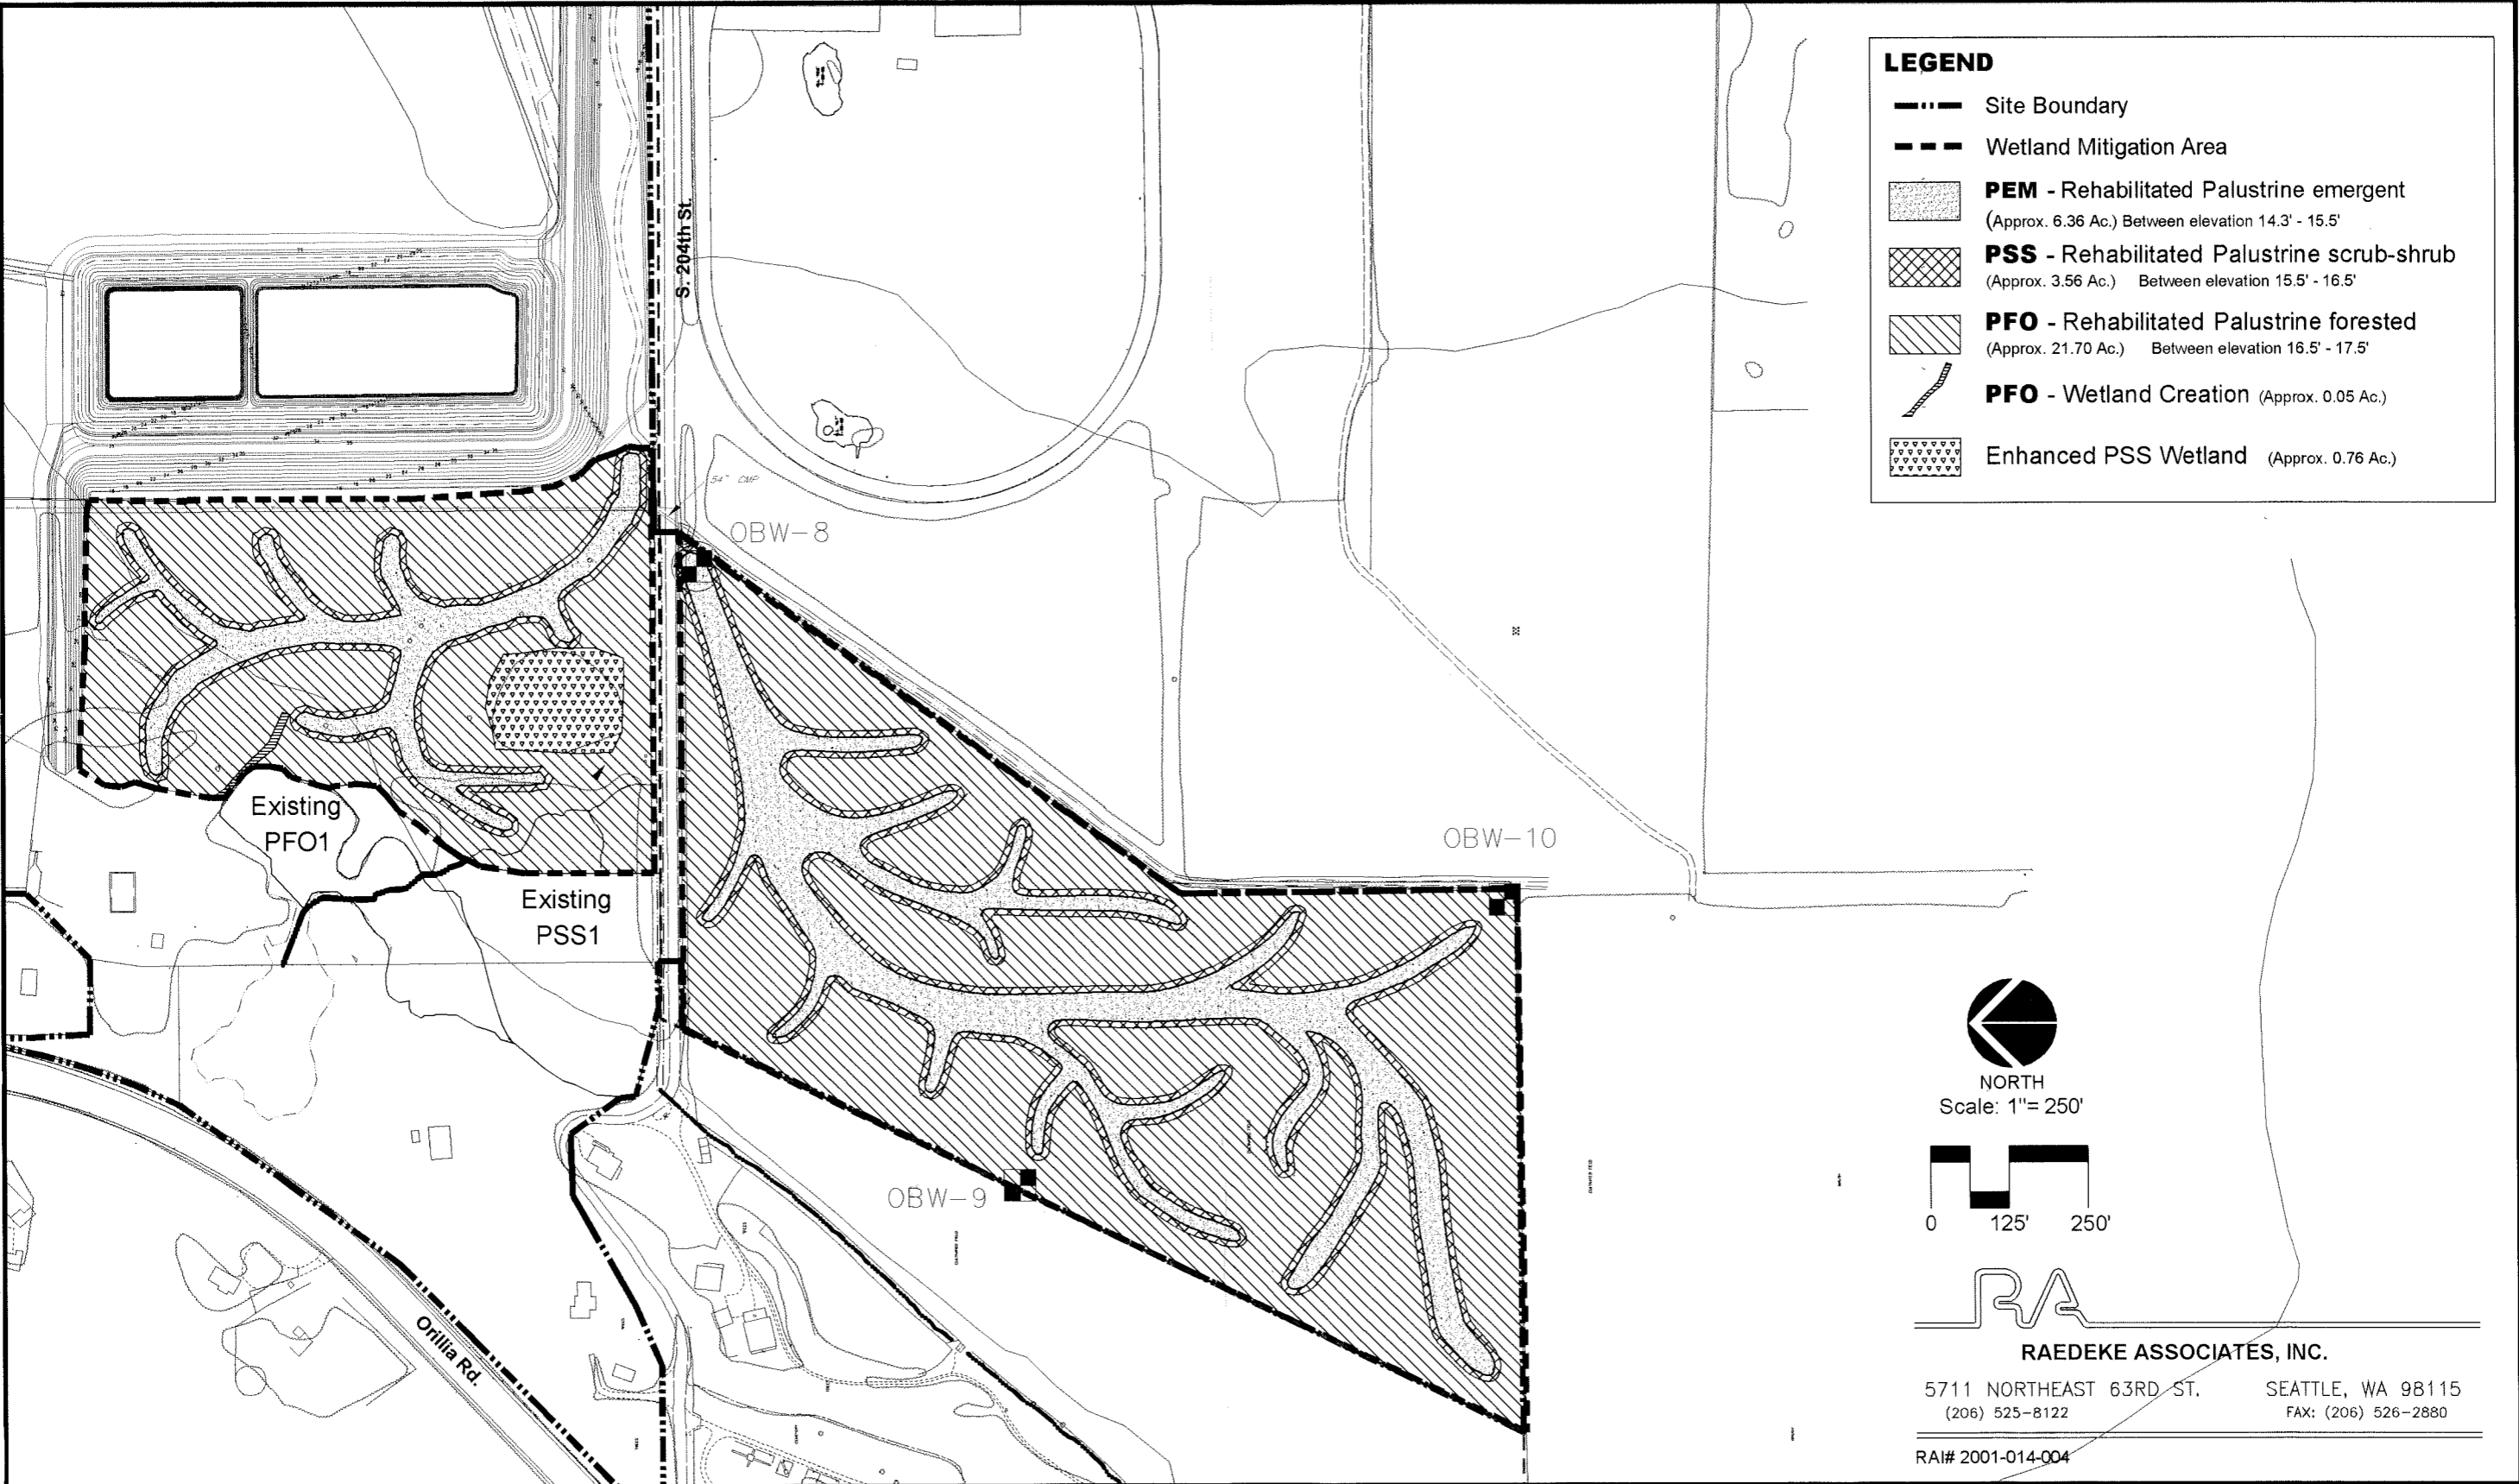 LEGEND
Site Boundary
Wetland Mitigation Area
PEM - Rehabilitated Palustrine emergent
(Approx. 6.36 Ac.) Between elevation 14.3' - 15.5'
PSS - Rehabilitated Palustrine scrub-shrub
(Approx. 3.56 Ac.) Between elevation 15.5' - 16.5'
PFO - Rehabilitated Palustrine forested
(Approx. 21.70 Ac.) Between elevation 16.5' - 17.5'
PFO - Wetland Creation (Approx. 0.05 Ac.)
Enhanced PSS Wetland (Approx. 0.76 Ac.)
S. 204th St.
54" CMP
OBW-8
OBW-10
Existing
PFO1
Existing
PSS1
OBW-9
Orillia Rd.
NORTH
Scale: 1"= 250'
0 125' 250'
RA
RAEDEKE ASSOCIATES, INC.
5711 NORTHEAST 63RD ST. SEATTLE, WA 98115
(206) 525-8122 FAX: (206) 526-2880
RAI# 2001-014-004